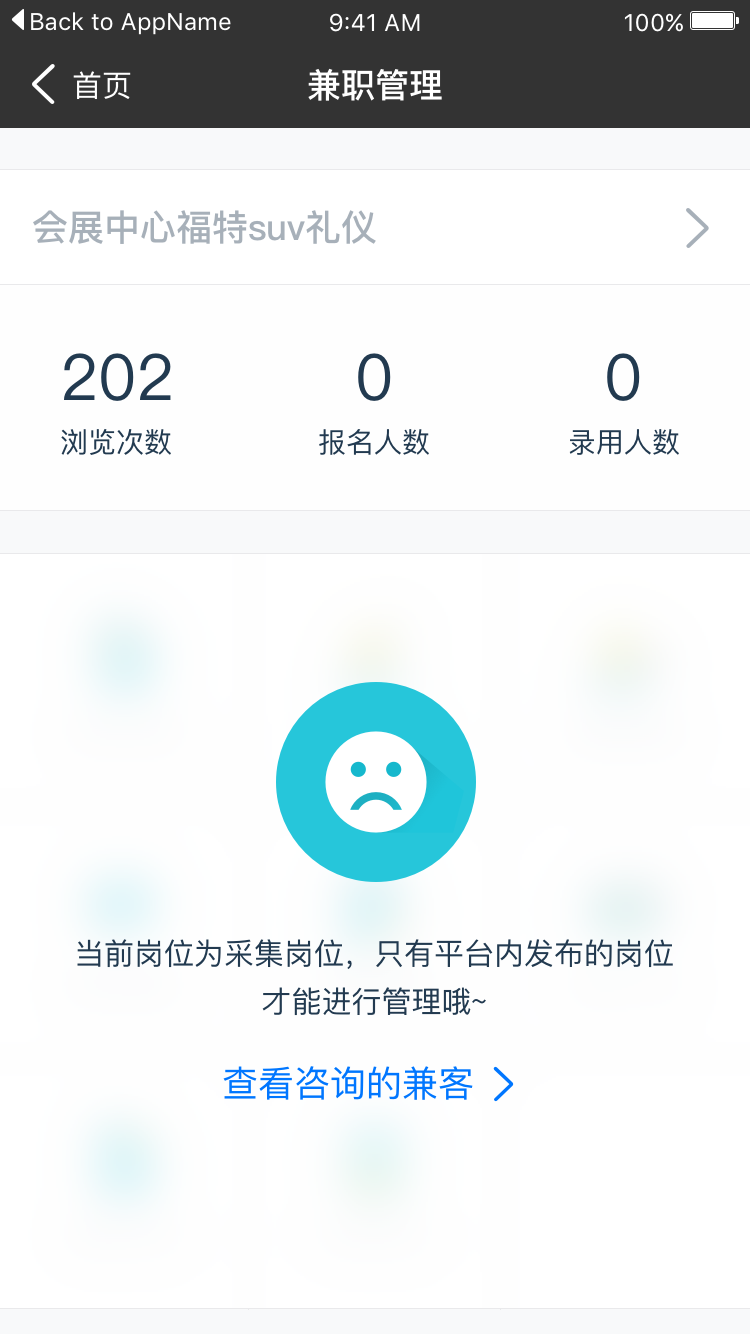 Back to AppName 9:41 AM 100%
首页 兼职管理
会展中心福特suv礼仪
202 0 0
浏览次数 报名人数 录用人数
当前岗位为采集岗位，只有平台内发布的岗位
才能进行管理哦~
查看咨询的兼客